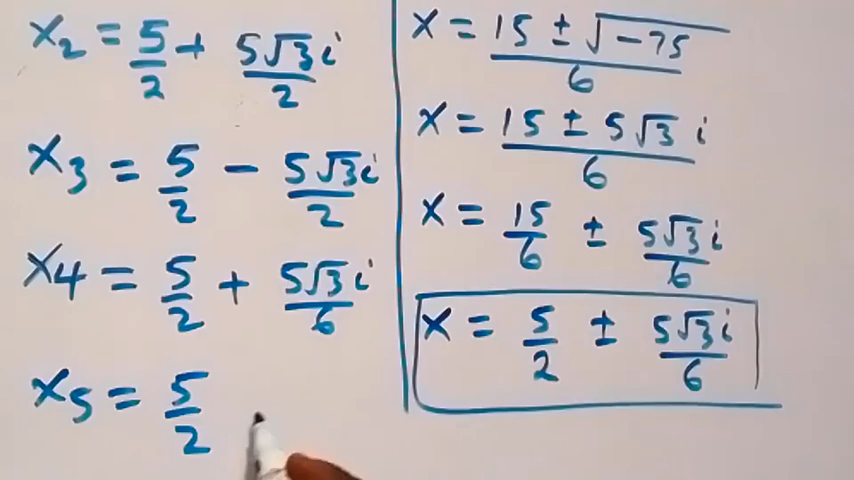 x₂ = 5/2 + 5√3i/2
x₃ = 5/2 - 5√3i/2
x₄ = 5/2 + 5√3i/6
x₅ = 5/2
x = 15 ± √-75/6
x = 15 ± 5√3 i/6
x = 15/6 ± 5√3i/6
x = 5/2 ± 5√3i/6